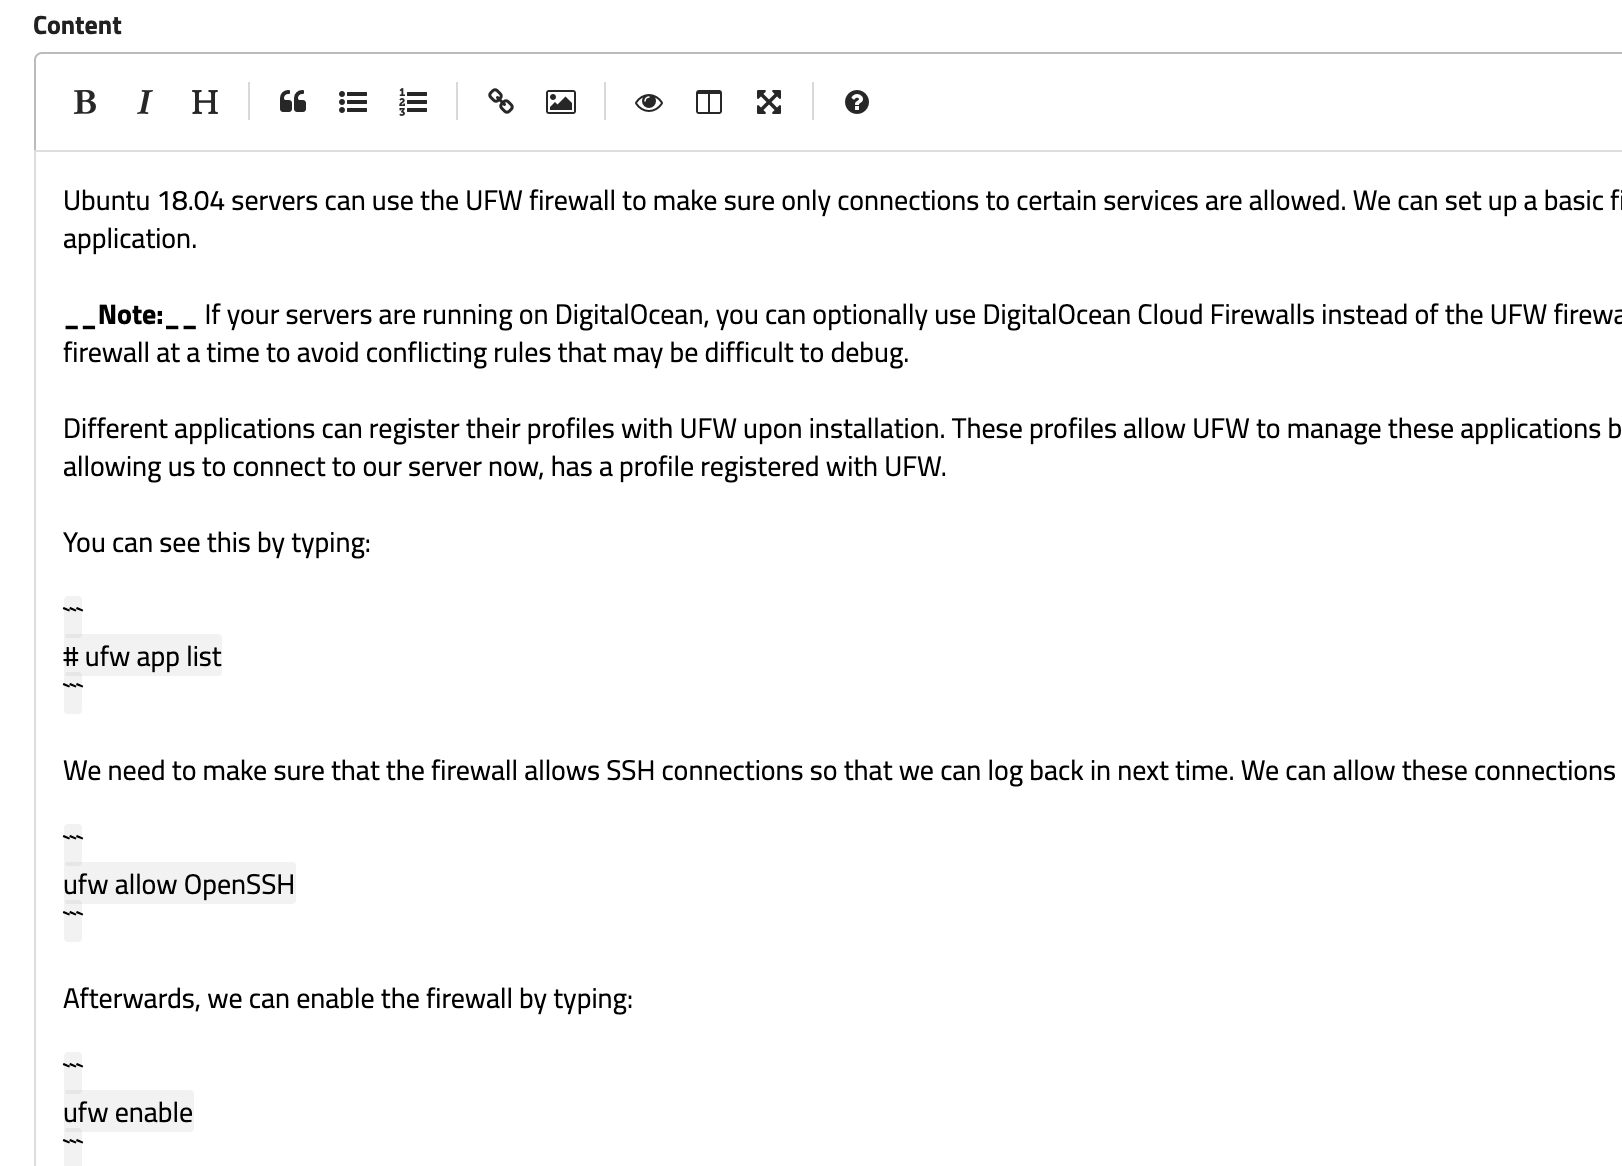 Content
B I H
Ubuntu 18.04 servers can use the UFW firewall to make sure only connections to certain services are allowed. We can set up a basic
application.
__Note:__ If your servers are running on DigitalOcean, you can optionally use DigitalOcean Cloud Firewalls instead of the UFW
firewall at a time to avoid conflicting rules that may be difficult to debug.
Different applications can register their profiles with UFW upon installation. These profiles allow UFW to manage these applications
allowing us to connect to our server now, has a profile registered with UFW.
You can see this by typing:
~~~
# ufw app list
~~~
We need to make sure that the firewall allows SSH connections so that we can log back in next time. We can allow these connections
~~~
ufw allow OpenSSH
~~~
Afterwards, we can enable the firewall by typing:
~~~
ufw enable
~~~